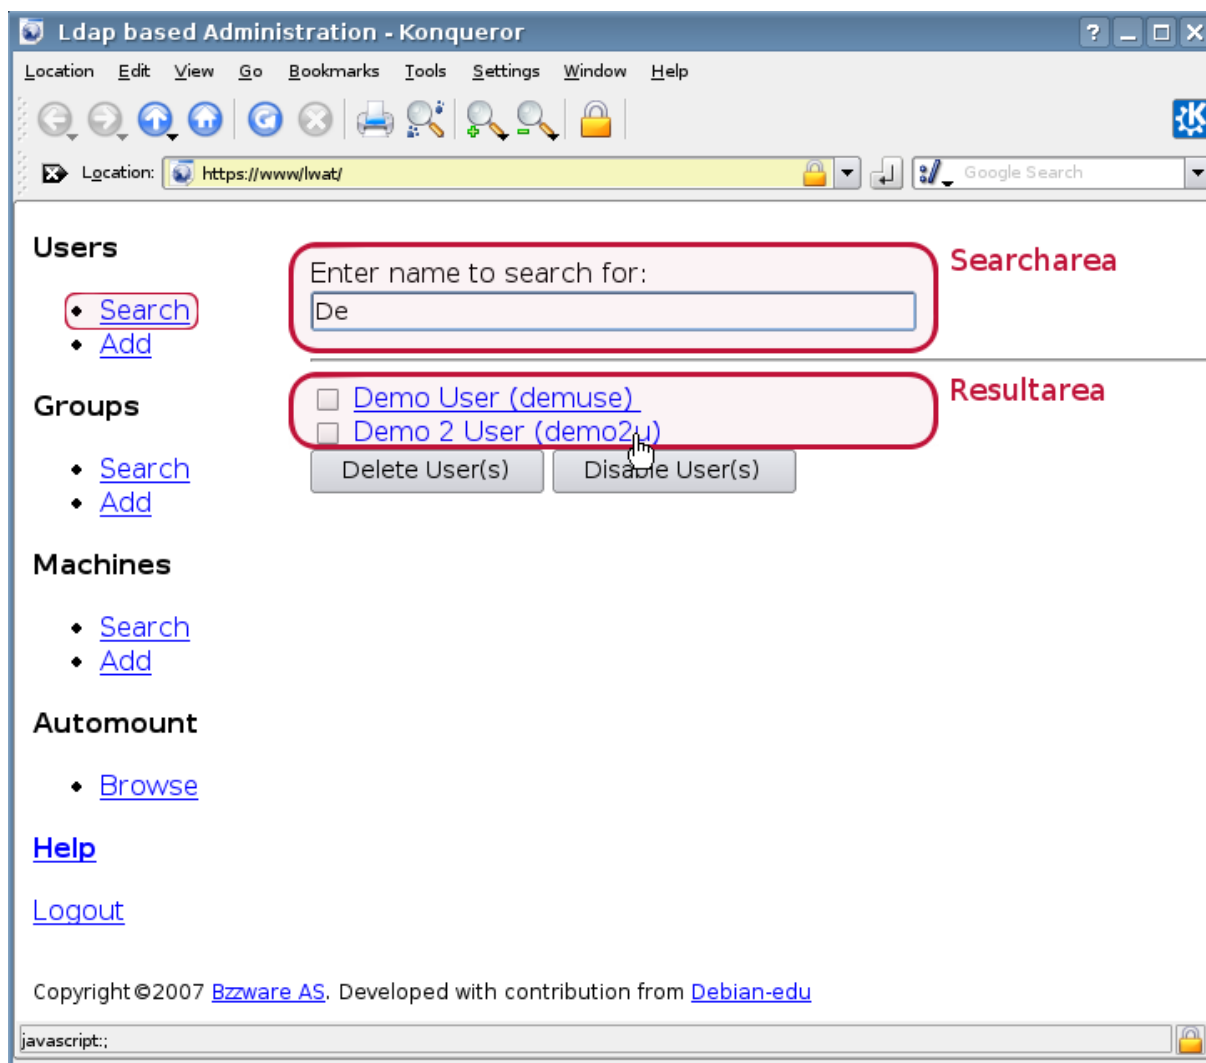 Ldap based Administration - Konqueror
Location Edit View Go Bookmarks Tools Settings Window Help
Location: https://www/lwat/ Google Search
Users
Search
Add
Groups
Search
Add
Machines
Search
Add
Automount
Browse
Help
Logout
Enter name to search for:
De
Searcharea
Demo User (demuse)
Demo 2 User (demo2u)
Resultarea
Delete User(s) Disable User(s)
Copyright©2007 Bzzware AS. Developed with contribution from Debian-edu
javascript:;